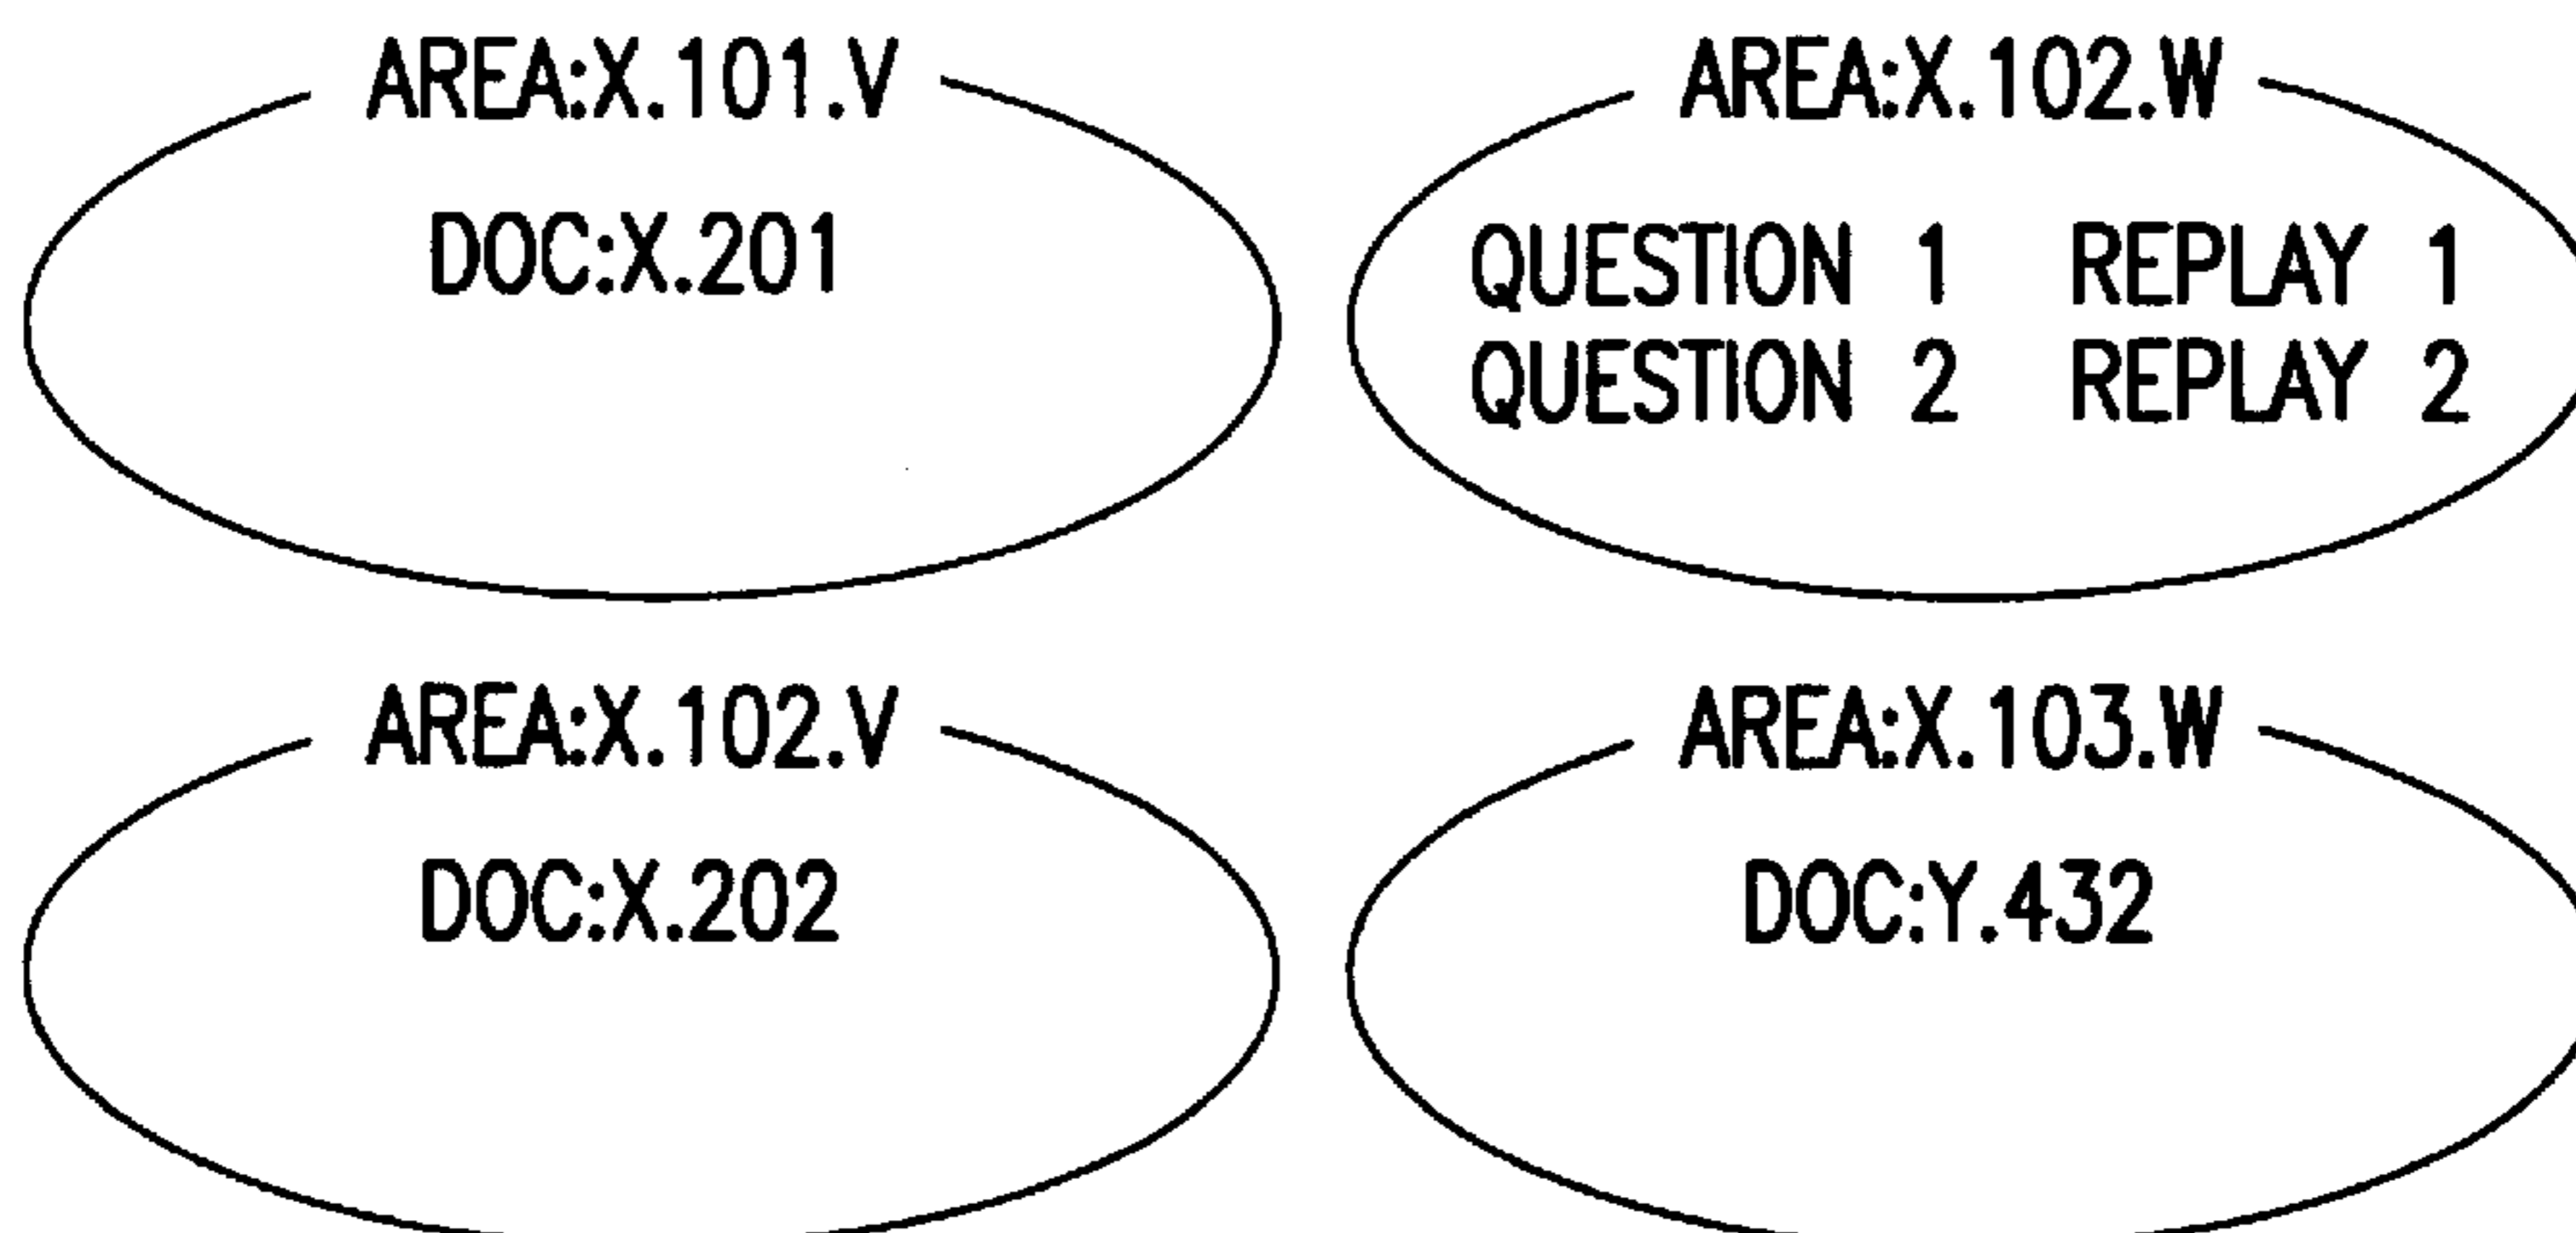 AREA:X.101.V
DOC:X.201
AREA:X.102.W
QUESTION 1 REPLAY 1
QUESTION 2 REPLAY 2
AREA:X.102.V
DOC:X.202
AREA:X.103.W
DOC:Y.432